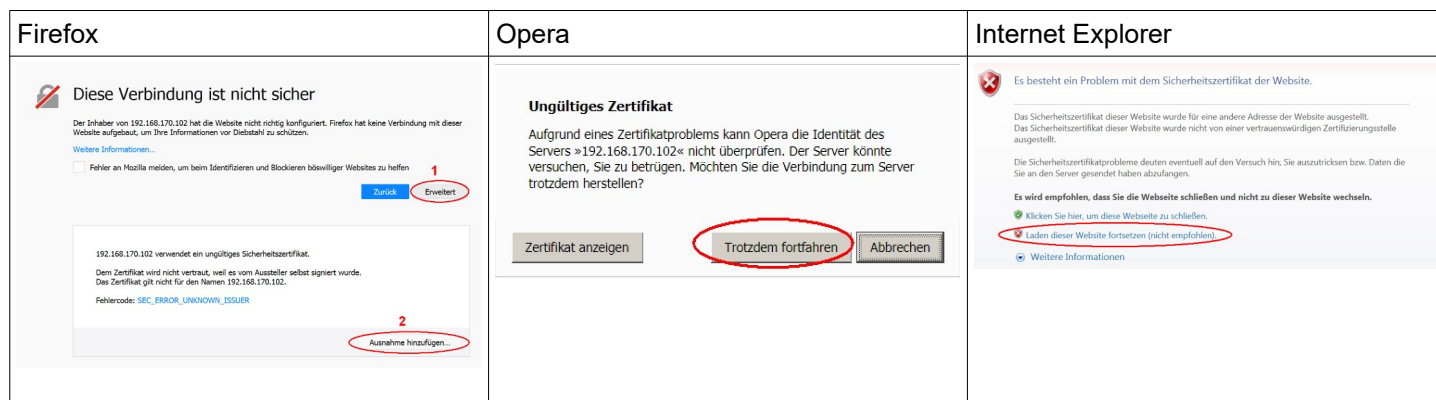 Firefox
Opera
Internet Explorer
Diese Verbindung ist nicht sicher
Der Inhaber von 192.168.170.102 hat die Website nicht richtig konfiguriert. Firefox hat keine Verbindung mit dieser
Website aufgebaut, um Ihre Informationen vor Diebstahl zu schützen.
Weitere Informationen...
Fehler an Mozilla melden, um beim Identifizieren und Blockieren böswilliger Websites zu helfen
1
Zurück
Erweitert
192.168.170.102 verwendet ein ungültiges Sicherheitszertifikat.
Dem Zertifikat wird nicht vertraut, weil es vom Aussteller selbst signiert wurde.
Das Zertifikat gilt nicht für den Namen 192.168.170.102.
Fehlercode: SEC_ERROR_UNKNOWN_ISSUER
2
Ausnahme hinzufügen...
Ungültiges Zertifikat
Aufgrund eines Zertifikatproblems kann Opera die Identität des
Servers »192.168.170.102« nicht überprüfen. Der Server könnte
versuchen, Sie zu betrügen. Möchten Sie die Verbindung zum Server
trotzdem herstellen?
Zertifikat anzeigen
Trotzdem fortfahren
Abbrechen
Es besteht ein Problem mit dem Sicherheitszertifikat der Website.
Das Sicherheitszertifikat dieser Website wurde für eine andere Adresse der Website ausgestellt.
Das Sicherheitszertifikat dieser Website wurde nicht von einer vertrauenswürdigen Zertifizierungsstelle
ausgestellt.
Die Sicherheitszertifikatprobleme deuten eventuell auf den Versuch hin, Sie auszutricksen bzw. Daten die
Sie an den Server gesendet haben abzufangen.
Es wird empfohlen, dass Sie die Webseite schließen und nicht zu dieser Website wechseln.
Klicken Sie hier, um diese Webseite zu schließen.
Laden dieser Website fortsetzen (nicht empfohlen).
Weitere Informationen